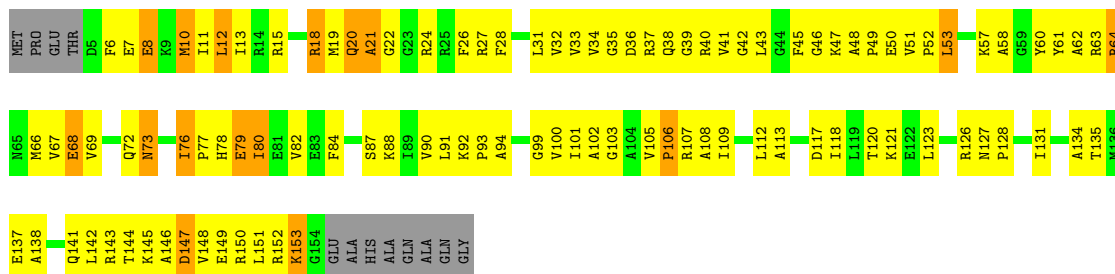 MET PRO GLU THR D5 F6 E7 E8 K9 M10 I11 L12 I13 R14 R15 R18 M19 Q20 A21 G22 G23 R24 R25 F26 R27 F28 L31 V32 V33 V34 G35 D36 R37 Q38 G39 R40 V41 G42 L43 G44 F45 G46 K47 A48 P49 E50 V51 P52 L53 K57 A58 G59 Y60 Y61 A62 R63 R64
N65 M66 V67 E68 V69 Q72 N73 I76 P77 H78 E79 I80 E81 V82 E83 F84 S87 K88 I89 V90 L91 K92 P93 A94 G99 V100 I101 A102 G103 A104 V105 P106 R107 A108 I109 L112 A113 D117 I118 L119 T120 K121 E122 L123 R126 N127 P128 I131 A134 T135 M136
E137 A138 Q141 L142 R143 T144 K145 A146 D147 V148 E149 R150 L151 R152 K153 G154 GLU ALA HIS ALA GLN ALA GLN GLY